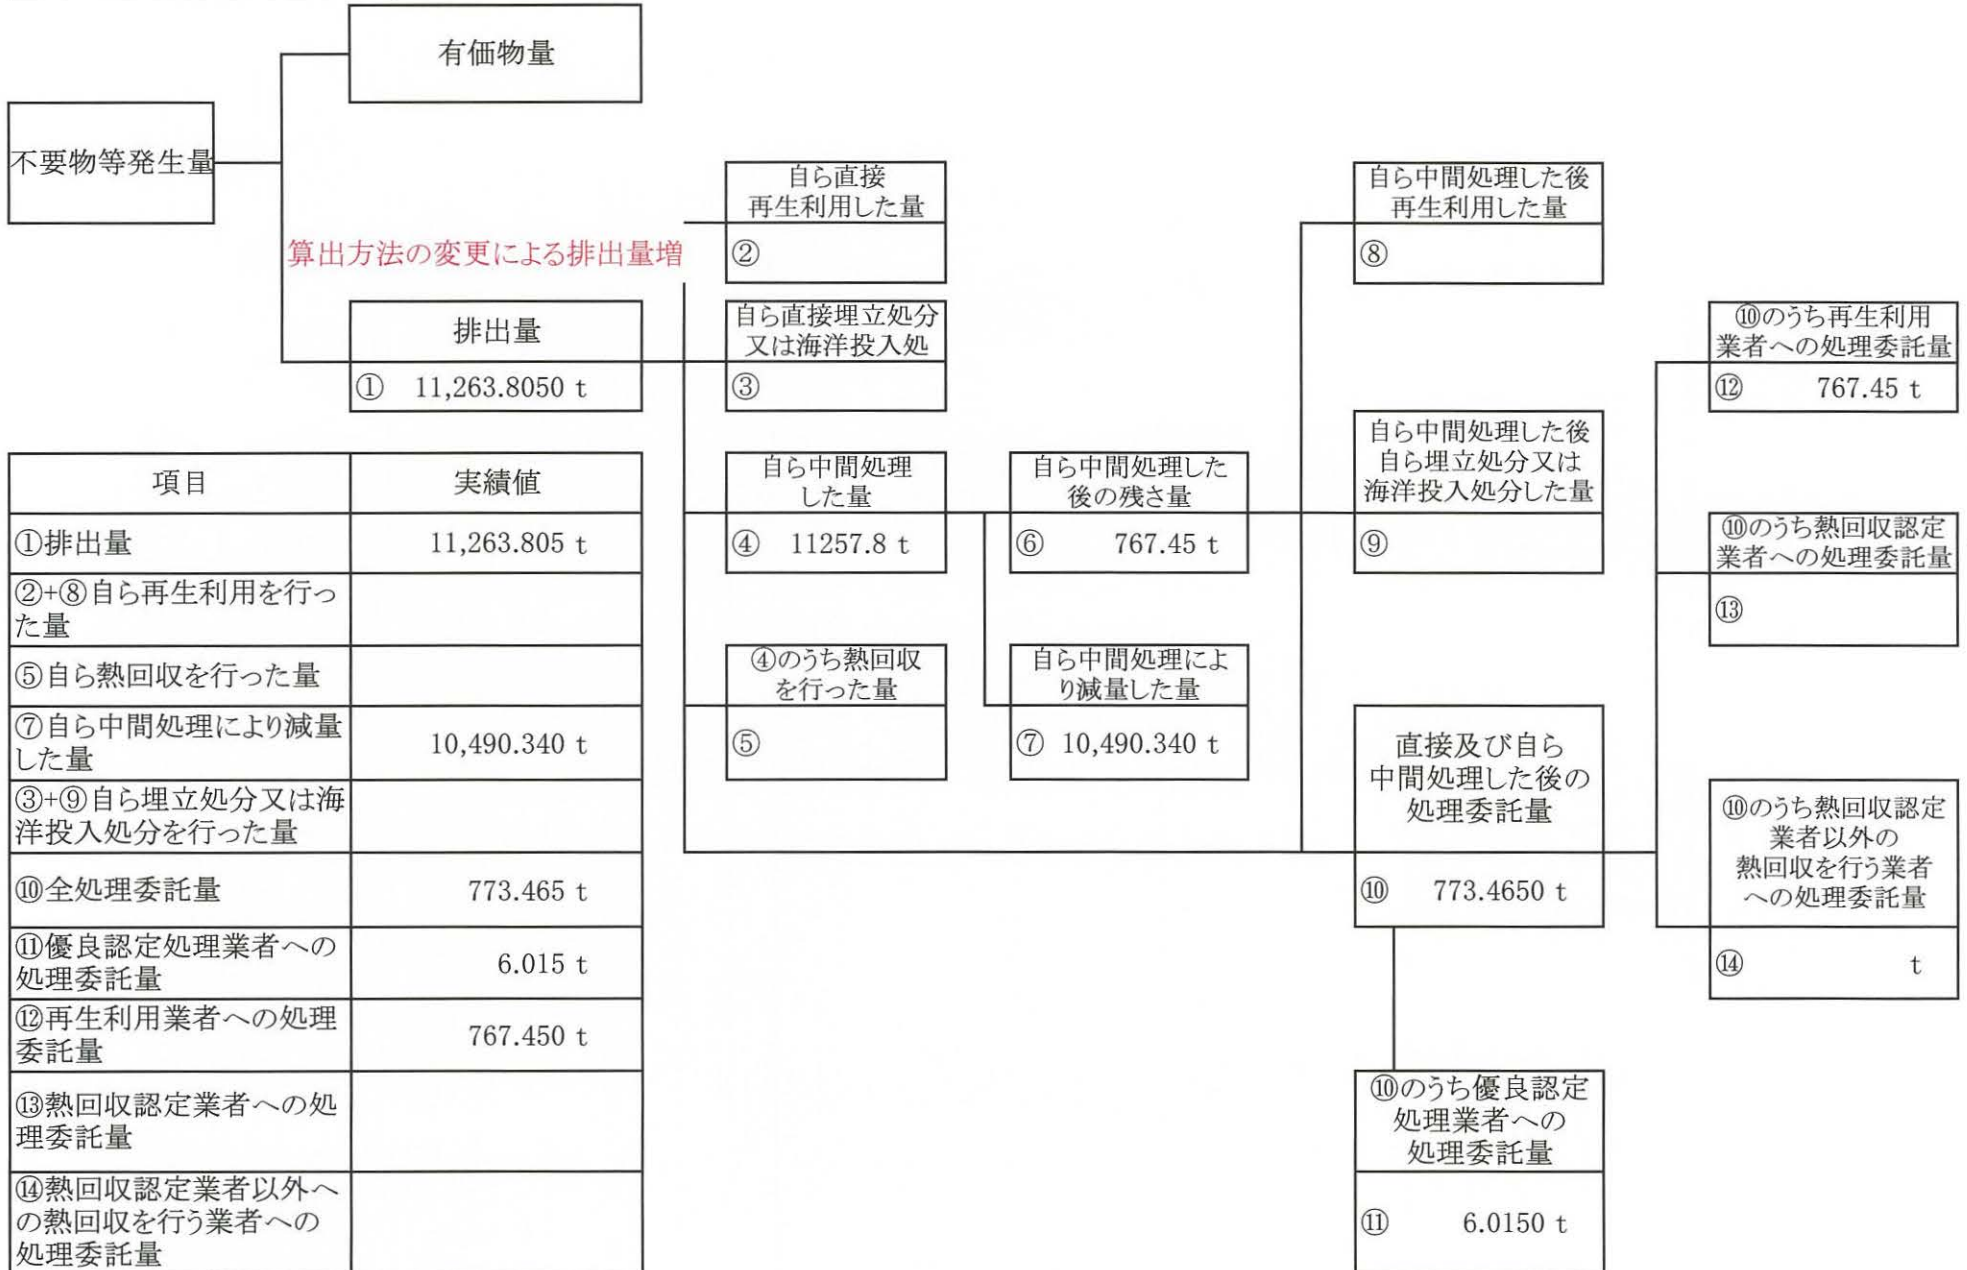 有価物量
不要物等発生量
算出方法の変更による排出量増
排出量
① 11,263.8050 t
自ら直接
再生利用した量
②
自ら直接埋立処分
又は海洋投入処
③
自ら中間処理
した量
④ 11257.8 t
④のうち熱回収
を行った量
⑤
自ら中間処理した
後の残さ量
⑥ 767.45 t
自ら中間処理によ
り減量した量
⑦ 10,490.340 t
自ら中間処理した後
再生利用した量
⑧
自ら中間処理した後
自ら埋立処分又は
海洋投入処分した量
⑨
直接及び自ら
中間処理した後の
処理委託量
⑩ 773.4650 t
⑩のうち優良認定
処理業者への
処理委託量
⑪ 6.0150 t
⑩のうち再生利用
業者への処理委託量
⑫ 767.45 t
⑩のうち熱回収認定
業者への処理委託量
⑬
⑩のうち熱回収認定
業者以外の
熱回収を行う業者
への処理委託量
⑭ t
項目 実績値
①排出量 11,263.805 t
②+⑧自ら再生利用を行っ
た量
⑤自ら熱回収を行った量
⑦自ら中間処理により減量
した量 10,490.340 t
③+⑨自ら埋立処分又は海
洋投入処分を行った量
⑩全処理委託量 773.465 t
⑪優良認定処理業者への
処理委託量 6.015 t
⑫再生利用業者への処理
委託量 767.450 t
⑬熱回収認定業者への処
理委託量
⑭熱回収認定業者以外へ
の熱回収を行う業者への
処理委託量